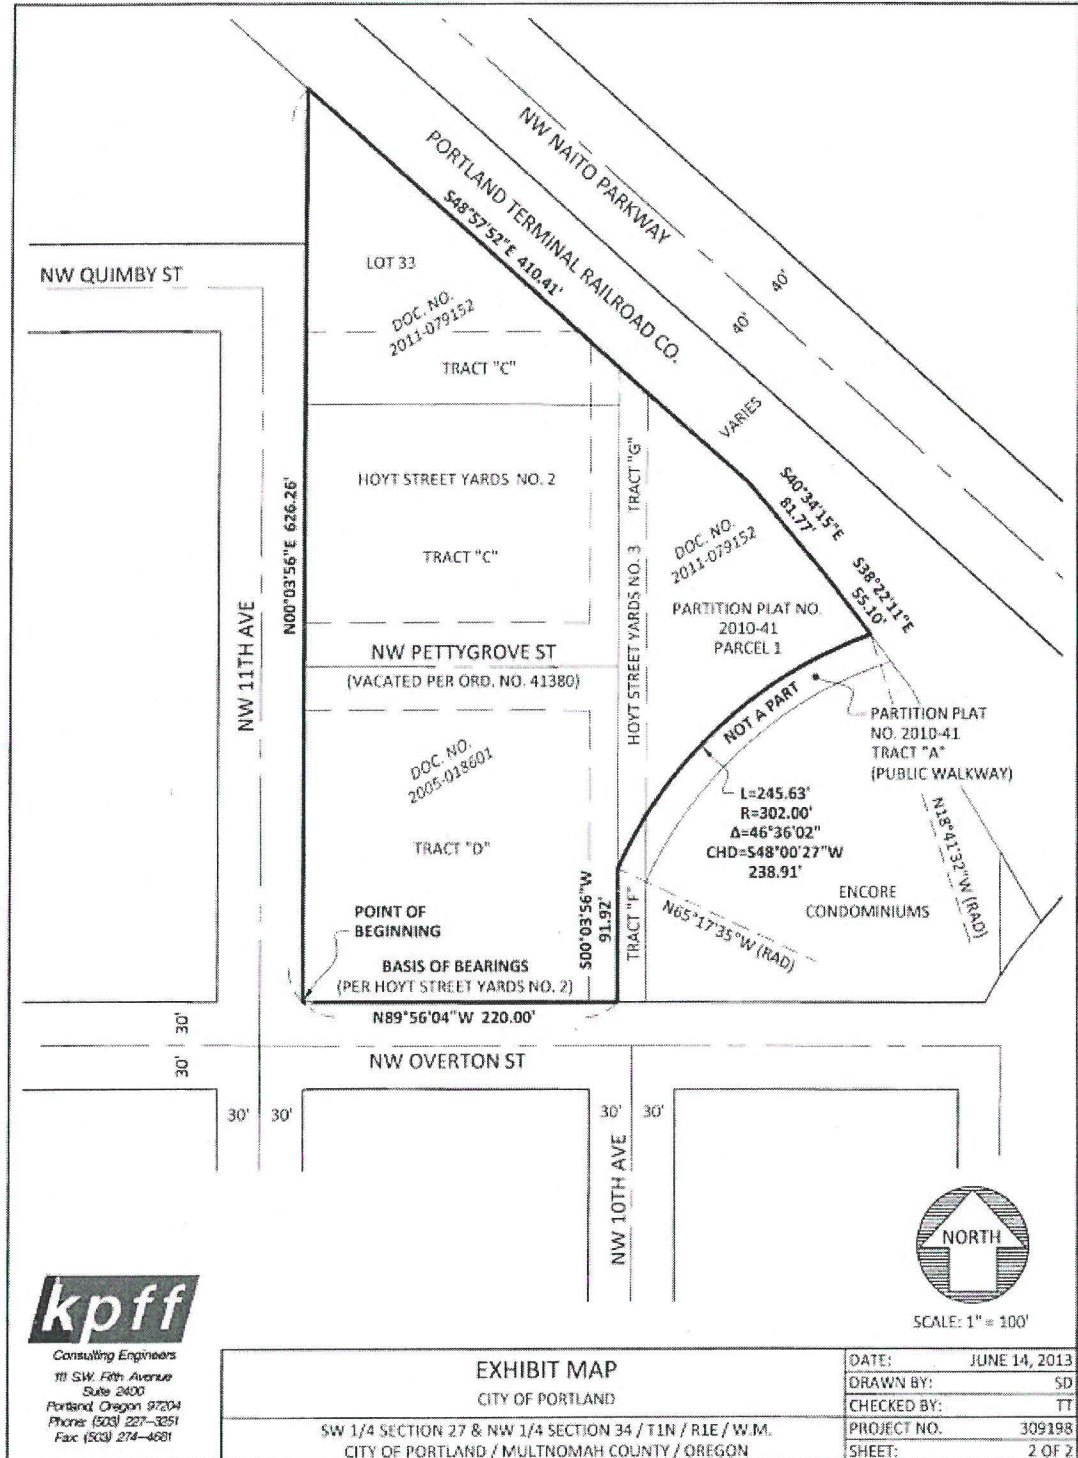 NW NAITO PARKWAY
PORTLAND TERMINAL RAILROAD CO.
S48°57'52"E 410.41'
40'
40'
VARIES
NW QUIMBY ST
LOT 33
DOC. NO.
2011-079152
TRACT "C"
HOYT STREET YARDS NO. 2
TRACT "C"
N00°03'56"E 626.26'
NW 11TH AVE
TRACT "G"
HOYT STREET YARDS NO. 3
S40°34'15"E
81.77'
S38°22'11"E
55.10'
DOC. NO.
2011-079152
PARTITION PLAT NO.
2010-41
PARCEL 1
NW PETTYGROVE ST
(VACATED PER ORD. NO. 41380)
NOT A PART
PARTITION PLAT
NO. 2010-41
TRACT "A"
(PUBLIC WALKWAY)
DOC. NO.
2005-018601
L=245.63'
R=302.00'
Δ=46°36'02"
CHD=S48°00'27"W
238.91'
N18°41'32"W (RAD)
TRACT "D"
S00°03'56"W
91.92'
TRACT "F"
N65°17'35"W (RAD)
ENCORE
CONDOMINIUMS
POINT OF
BEGINNING
BASIS OF BEARINGS
(PER HOYT STREET YARDS NO. 2)
N89°56'04"W 220.00'
30'
30'
NW OVERTON ST
30'
30'
30'
30'
NW 10TH AVE
NORTH
SCALE: 1" = 100'
kpff
Consulting Engineers
111 S.W. Fifth Avenue
Suite 2400
Portland, Oregon 97204
Phone: (503) 227-3251
Fax: (503) 274-4681
EXHIBIT MAP
CITY OF PORTLAND
SW 1/4 SECTION 27 & NW 1/4 SECTION 34 / T1N / R1E / W.M.
CITY OF PORTLAND / MULTNOMAH COUNTY / OREGON
DATE: JUNE 14, 2013
DRAWN BY: SD
CHECKED BY: TT
PROJECT NO. 309198
SHEET: 2 OF 2